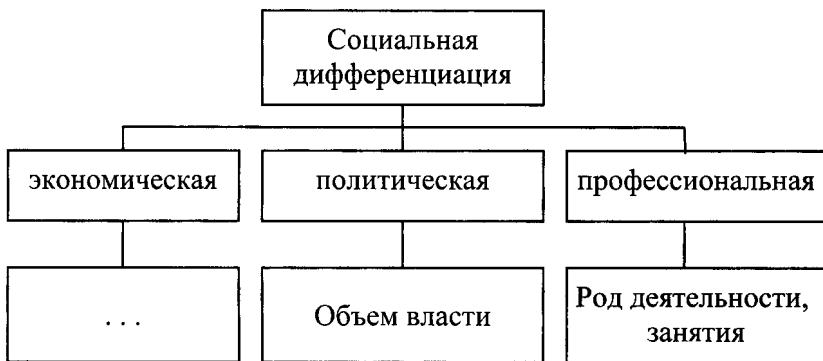 Социальная
дифференциация
экономическая
политическая
профессиональная
. . .
Объем власти
Род деятельности,
занятия